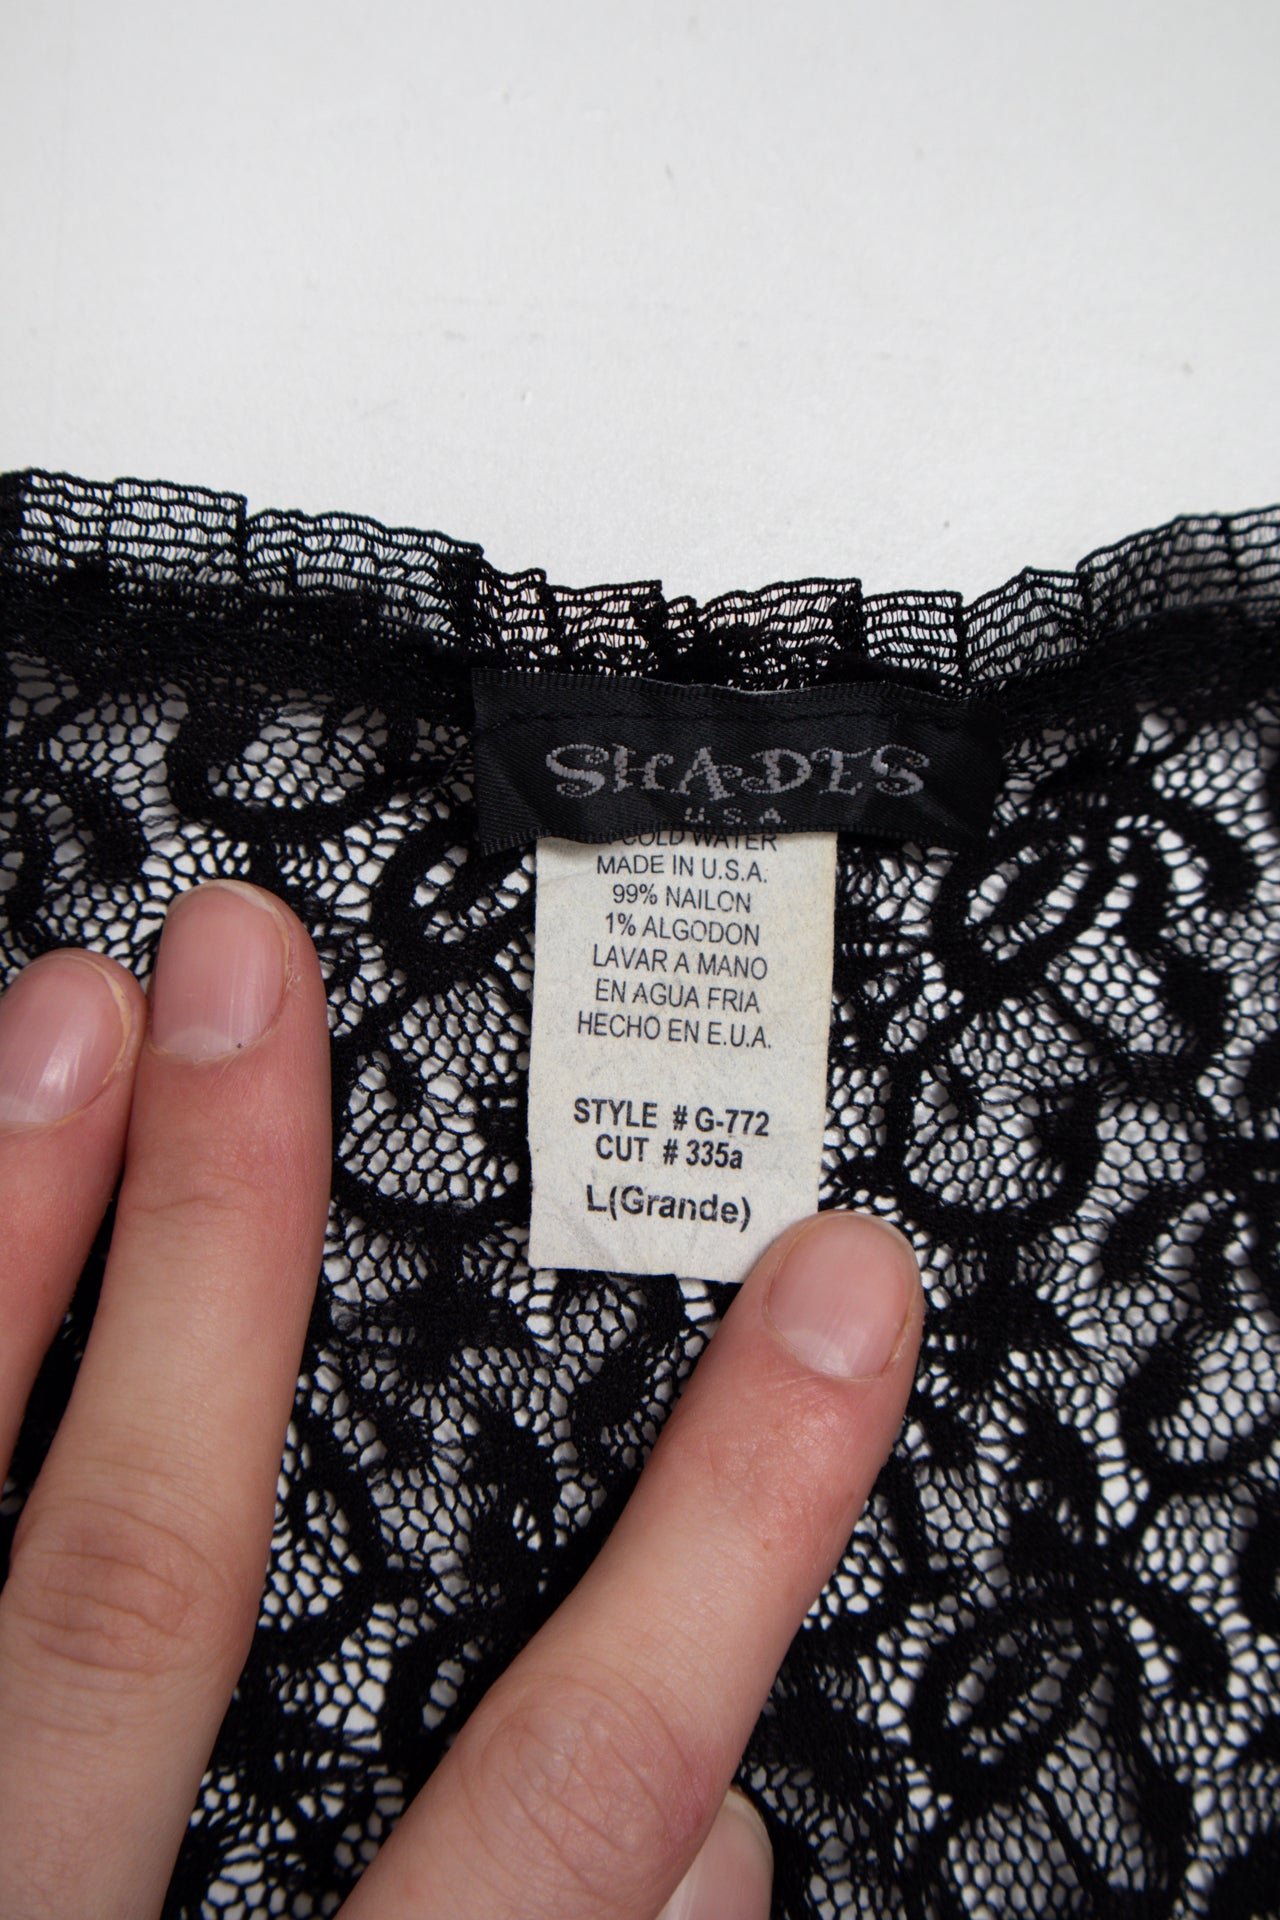 SHADES
U.S.A
COLD WATER
MADE IN U.S.A.
99% NAILON
1% ALGODON
LAVAR A MANO
EN AGUA FRIA
HECHO EN E.U.A.
STYLE # G-772
CUT # 335a
L(Grande)